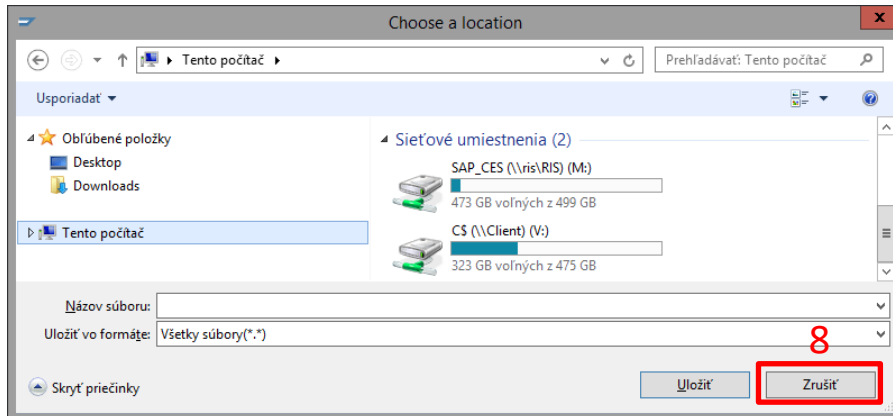 Choose a location
Tento počítač
Prehľadávať: Tento počítač
Usporiadať
Obľúbené položky
Desktop
Downloads
Tento počítač
Sieťové umiestnenia (2)
SAP_CES (\\ris\RIS) (M:)
473 GB voľných z 499 GB
C$ (\\Client) (V:)
323 GB voľných z 475 GB
Názov súboru:
Uložiť vo formáte: Všetky súbory(*.*)
8
Skryť priečinky
Uložiť
Zrušiť